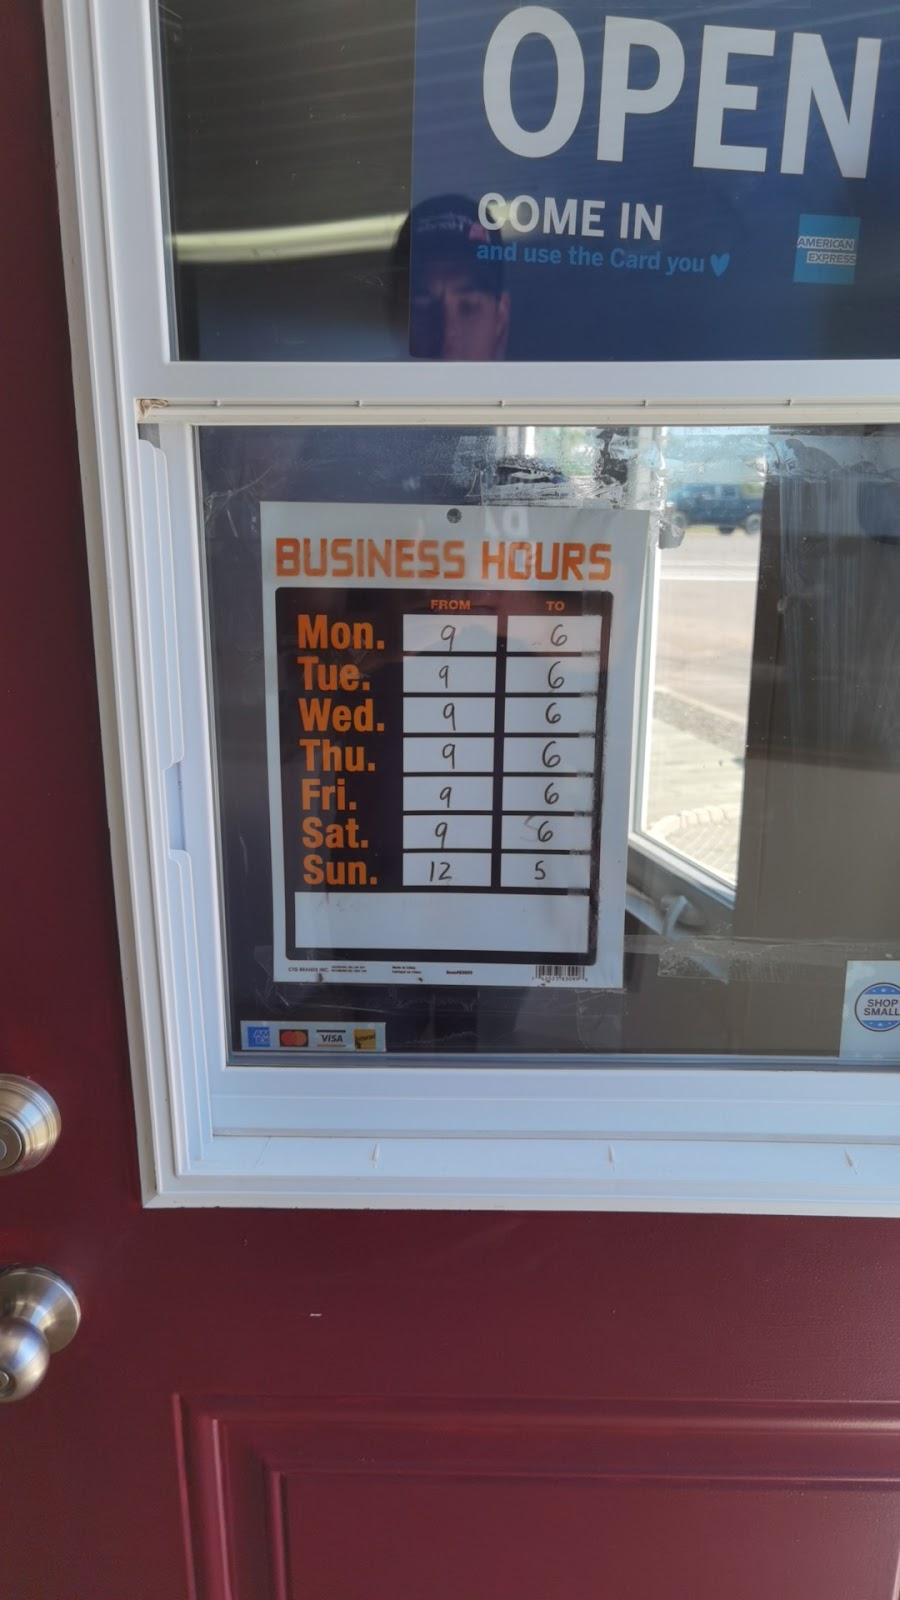 OPEN
COME IN
and use the Card you
AMERICAN
EXPRESS
BUSINESS HOURS
FROM TO
Mon. 9 6
Tue. 9 6
Wed. 9 6
Thu. 9 6
Fri. 9 6
Sat. 9 6
Sun. 12 5
VISA
SHOP
SMALL